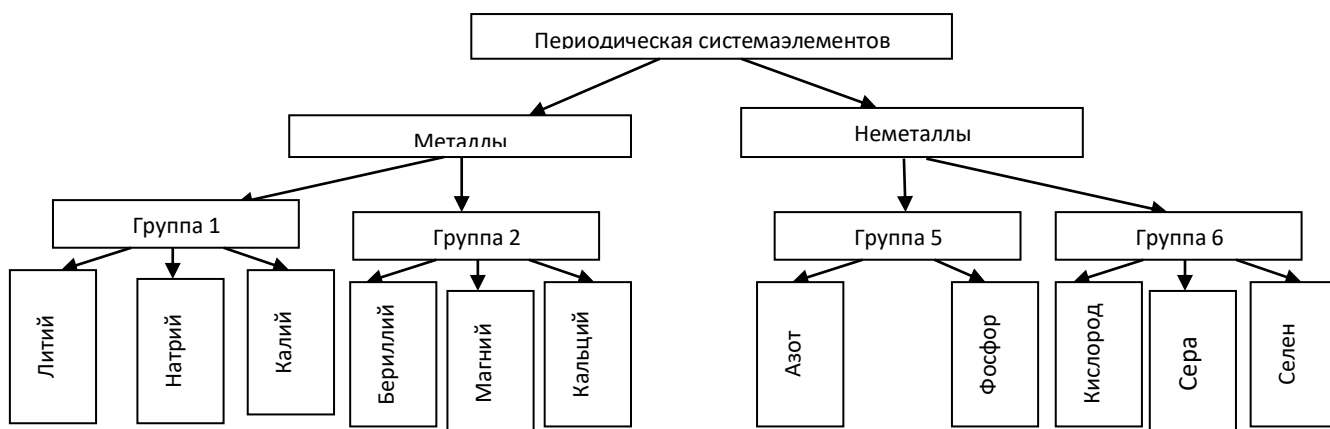 Периодическая системаэлементов
Металлы
Неметаллы
Группа 1
Группа 2
Группа 5
Группа 6
Литий
Натрий
Калий
Бериллий
Магний
Кальций
Азот
Фосфор
Кислород
Сера
Селен